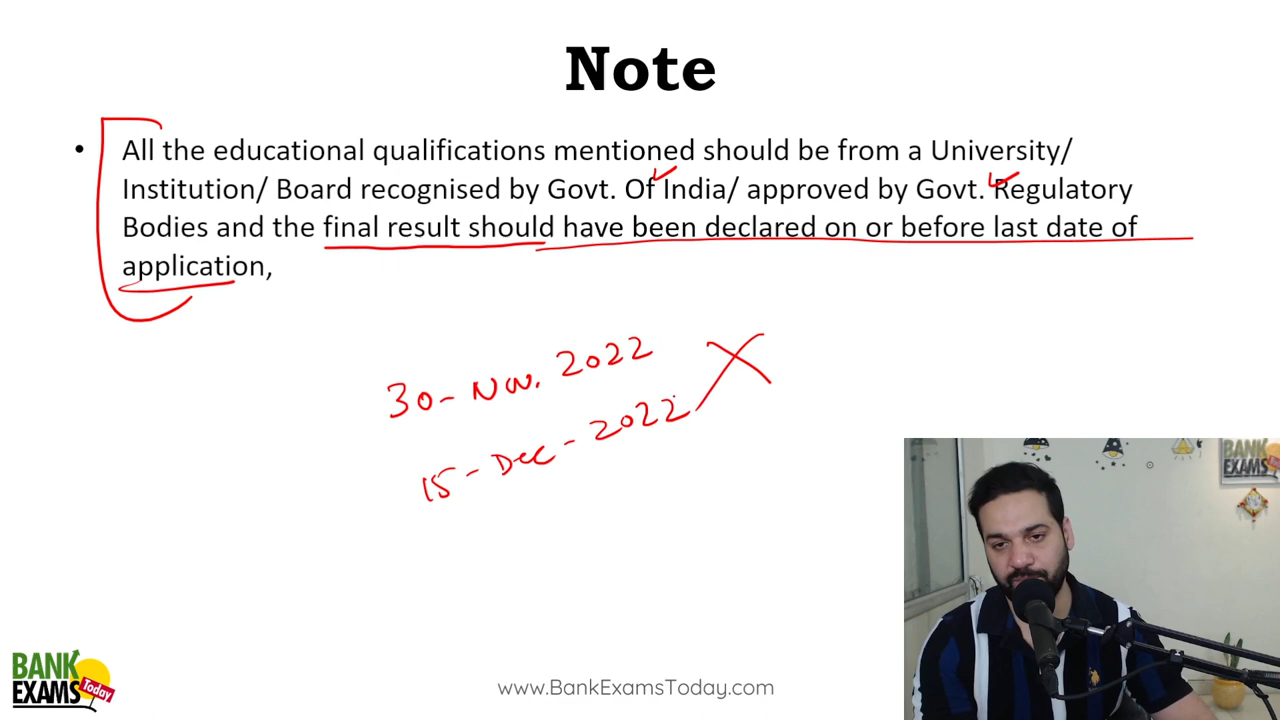 Note
• All the educational qualifications mentioned should be from a University/
Institution/ Board recognised by Govt. Of India/ approved by Govt. Regulatory
Bodies and the final result should have been declared on or before last date of
application,
30- Nov. 2022
15 - Dec - 2022
BANK
EXAMS
BANK
EXAMS Today
www.BankExamsToday.com